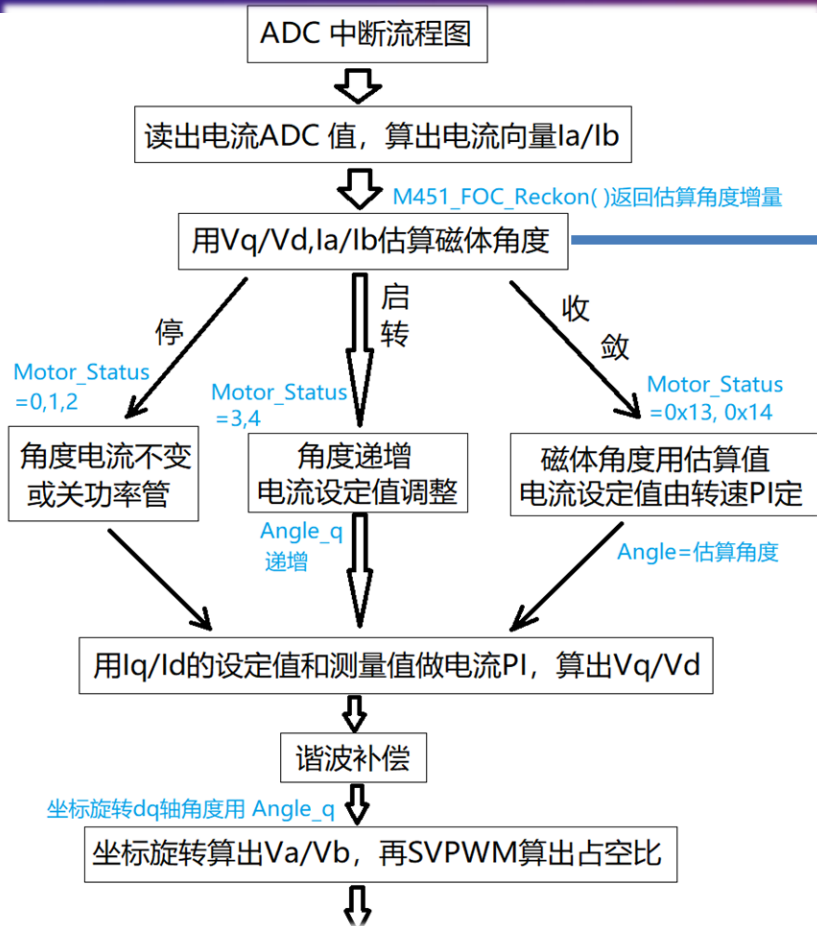 ADC 中断流程图
读出电流ADC 值，算出电流向量Ia/Ib
M451_FOC_Reckon( )返回估算角度增量
用Vq/Vd,Ia/Ib估算磁体角度
停
启
转
收
敛
Motor_Status
=0,1,2
Motor_Status
=3,4
Motor_Status
=0x13, 0x14
角度电流不变
或关功率管
角度递增
电流设定值调整
磁体角度用估算值
电流设定值由转速PI定
Angle_q
递增
Angle=估算角度
用Iq/Id的设定值和测量值做电流PI，算出Vq/Vd
谐波补偿
坐标旋转dq轴角度用 Angle_q
坐标旋转算出Va/Vb，再SVPWM算出占空比